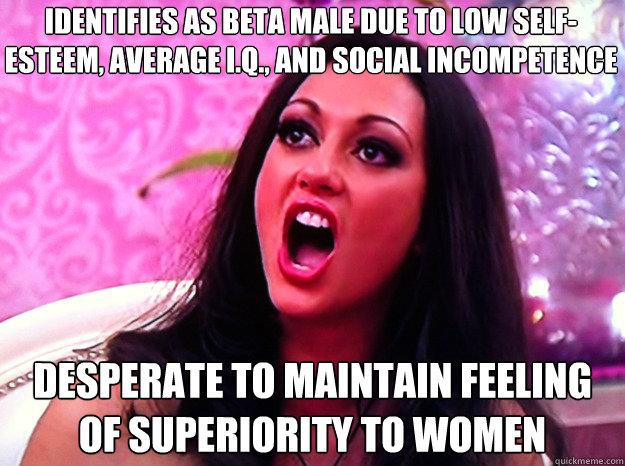 IDENTIFIES AS BETA MALE DUE TO LOW SELF-
ESTEEM, AVERAGE I.Q., AND SOCIAL INCOMPETENCE
DESPERATE TO MAINTAIN FEELING
OF SUPERIORITY TO WOMEN
quickmeme.com